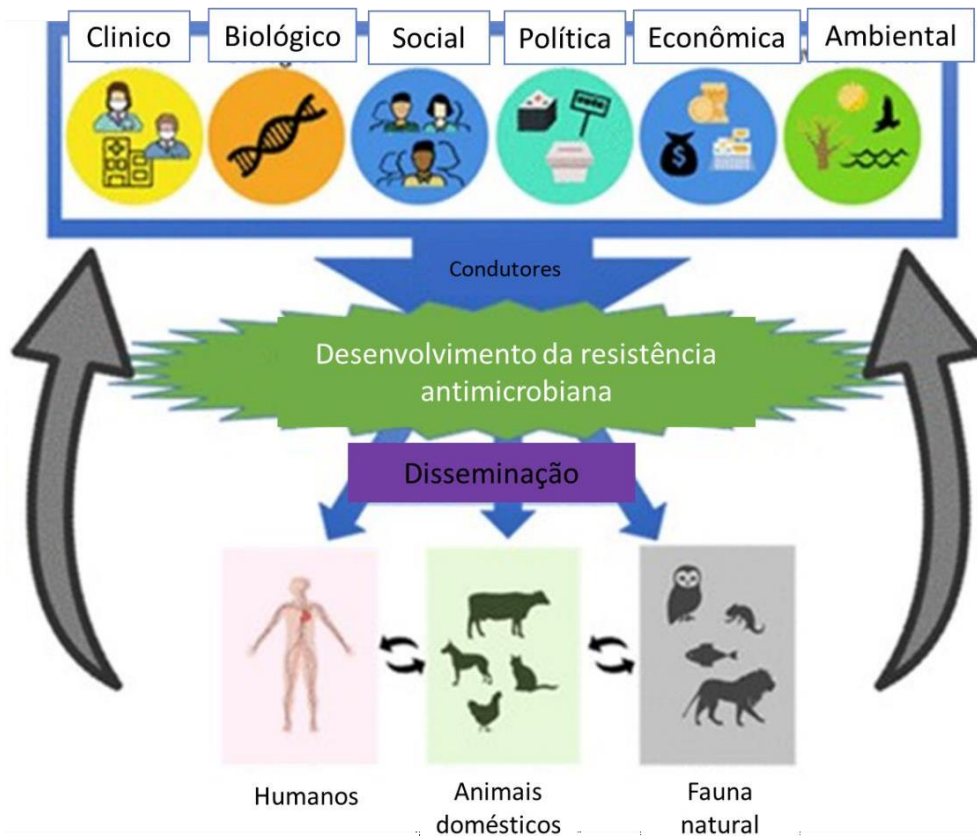 Clinico
Biológico
Social
Política
Econômica
Ambiental
$
Condutores
Desenvolvimento da resistência
antimicrobiana
Disseminação
Humanos
Animais
domésticos
Fauna
natural